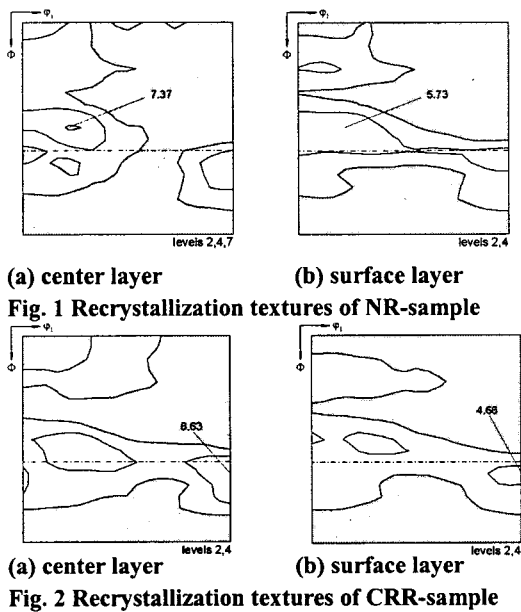 φ₁ φ₁
Φ Φ
7.37 5.73
levels 2,4,7 levels 2,4
(a) center layer (b) surface layer
Fig. 1 Recrystallization textures of NR-sample
φ₁ φ₁
Φ Φ
8.63 4.68
levels 2,4 levels 2,4
(a) center layer (b) surface layer
Fig. 2 Recrystallization textures of CRR-sample